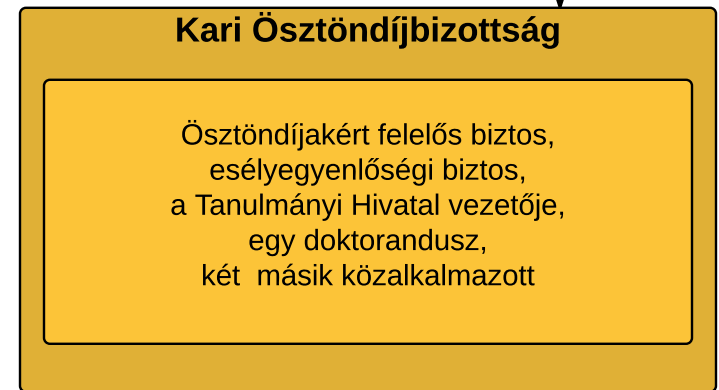 Kari Ösztöndíjbizottság
Ösztöndíjakért felelős biztos,
esélyegyenlőségi biztos,
a Tanulmányi Hivatal vezetője,
egy doktorandusz,
két  másik közalkalmazott